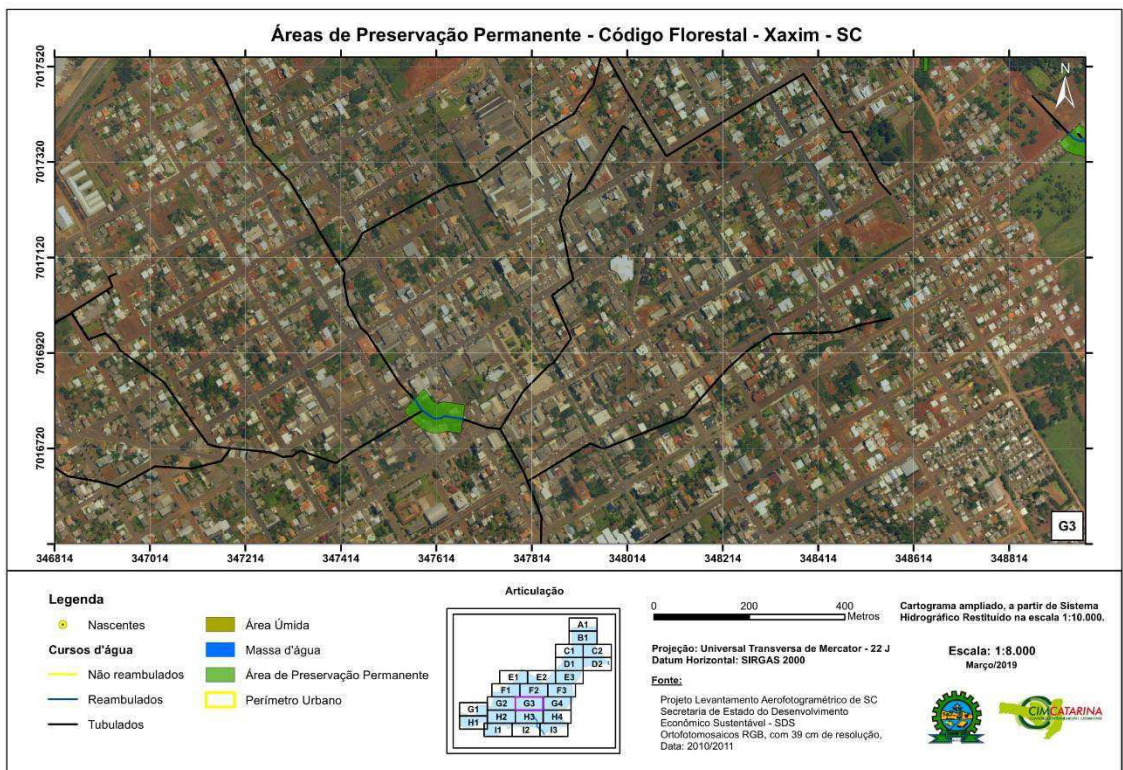 Áreas de Preservação Permanente - Código Florestal - Xaxim - SC
7017520
7017320
7017120
7016920
7016720
N
G3
346814 347014 347214 347414 347614 347814 348014 348214 348414 348614 348814
Legenda
Nascentes
Cursos d'água
Não reambulados
Reambulados
Tubulados
Área Úmida
Massa d'água
Área de Preservação Permanente
Perímetro Urbano
Articulação
A1
B1
C1 C2
D1 D2
E1 E2 E3
F1 F2 F3
G1 G2 G3 G4
H1 H2 H3 H4
I1 I2 I3
0 200 400
Metros
Projeção: Universal Transversa de Mercator - 22 J
Datum Horizontal: SIRGAS 2000
Fonte:
Projeto Levantamento Aerofotogramétrico de SC
Secretaria de Estado do Desenvolvimento
Econômico Sustentável - SDS
Ortofotomosaicos RGB, com 39 cm de resolução,
Data: 2010/2011
Cartograma ampliado, a partir de Sistema
Hidrográfico Restituído na escala 1:10.000.
Escala: 1:8.000
Março/2019
CIMCATARINA